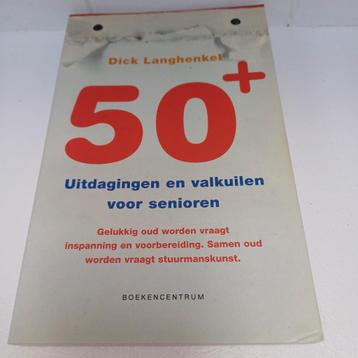 Dick Langhenkel
50+
Uitdagingen en valkuilen
voor senioren
Gelukkig oud worden vraagt
inspanning en voorbereiding. Samen oud
worden vraagt stuurmanskunst.
BOEKENCENTRUM